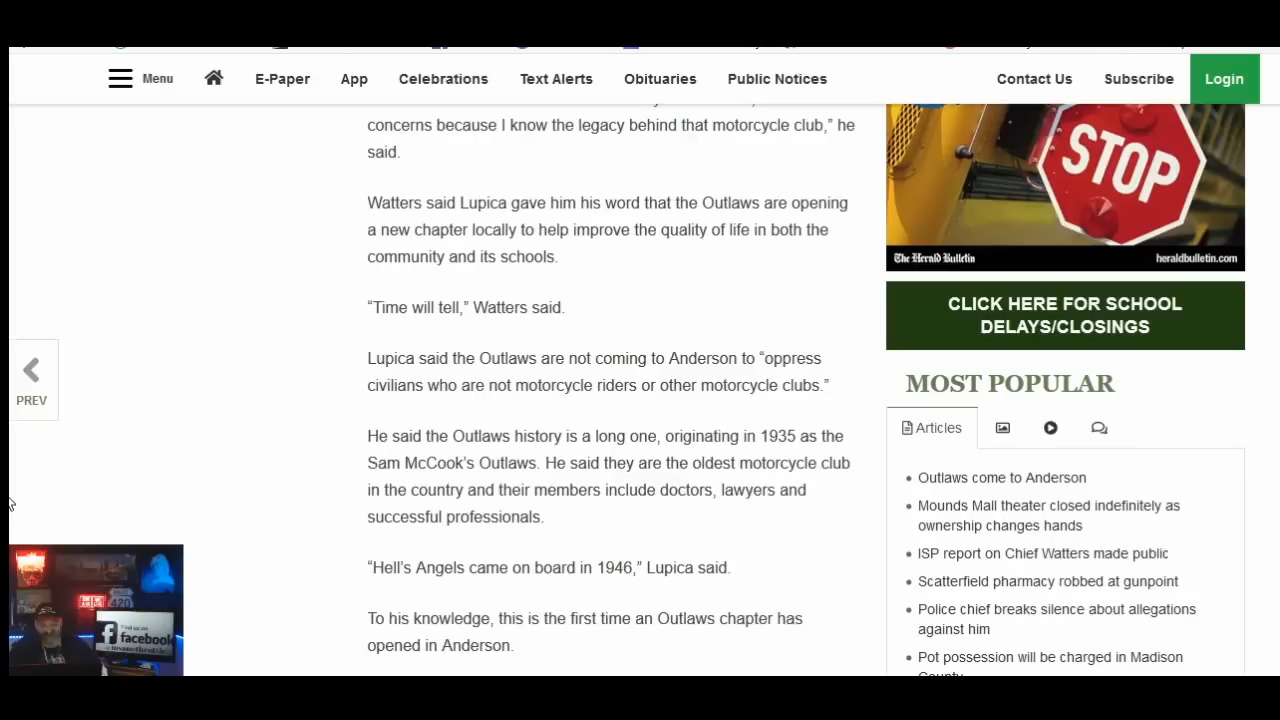 Menu
E-Paper
App
Celebrations
Text Alerts
Obituaries
Public Notices
Contact Us
Subscribe
Login
concerns because I know the legacy behind that motorcycle club,” he
said.
Watters said Lupica gave him his word that the Outlaws are opening
a new chapter locally to help improve the quality of life in both the
community and its schools.
“Time will tell,” Watters said.
Lupica said the Outlaws are not coming to Anderson to “oppress
civilians who are not motorcycle riders or other motorcycle clubs.”
He said the Outlaws history is a long one, originating in 1935 as the
Sam McCook’s Outlaws. He said they are the oldest motorcycle club
in the country and their members include doctors, lawyers and
successful professionals.
“Hell’s Angels came on board in 1946,” Lupica said.
To his knowledge, this is the first time an Outlaws chapter has
opened in Anderson.
PREV
STOP
The Herald Bulletin
heraldbulletin.com
CLICK HERE FOR SCHOOL
DELAYS/CLOSINGS
MOST POPULAR
Articles
Outlaws come to Anderson
Mounds Mall theater closed indefinitely as
ownership changes hands
ISP report on Chief Watters made public
Scatterfield pharmacy robbed at gunpoint
Police chief breaks silence about allegations
against him
Pot possession will be charged in Madison
County
Find us on
facebook
420